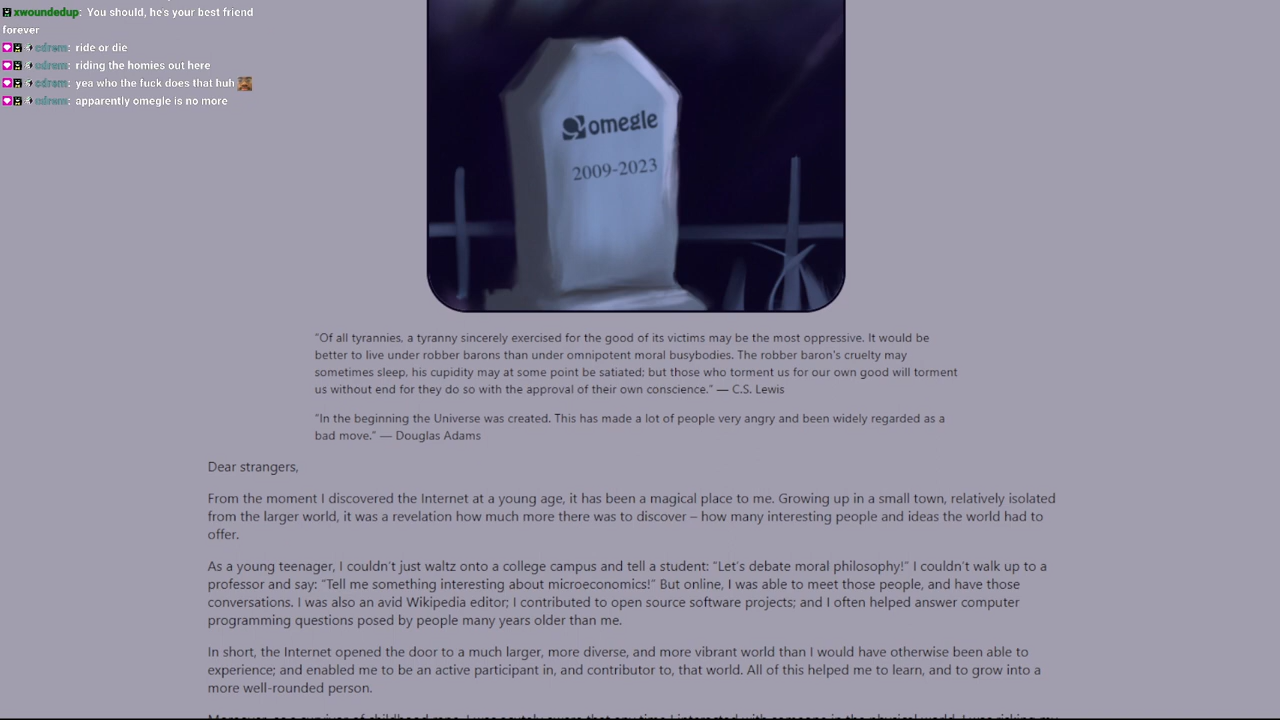 xwoundedup: You should, he's your best friend
forever
cdrem: ride or die
cdrem: riding the homies out here
cdrem: yea who the fuck does that huh
cdrem: apparently omegle is no more
omegle
2009-2023
“Of all tyrannies, a tyranny sincerely exercised for the good of its victims may be the most oppressive. It would be
better to live under robber barons than under omnipotent moral busybodies. The robber baron’s cruelty may
sometimes sleep, his cupidity may at some point be satiated; but those who torment us for our own good will torment
us without end for they do so with the approval of their own conscience.” — C.S. Lewis
“In the beginning the Universe was created. This has made a lot of people very angry and been widely regarded as a
bad move.” — Douglas Adams
Dear strangers,
From the moment I discovered the Internet at a young age, it has been a magical place to me. Growing up in a small town, relatively isolated
from the larger world, it was a revelation how much more there was to discover – how many interesting people and ideas the world had to
offer.
As a young teenager, I couldn’t just waltz onto a college campus and tell a student: “Let’s debate moral philosophy!” I couldn’t walk up to a
professor and say: “Tell me something interesting about microeconomics!” But online, I was able to meet those people, and have those
conversations. I was also an avid Wikipedia editor; I contributed to open source software projects; and I often helped answer computer
programming questions posed by people many years older than me.
In short, the Internet opened the door to a much larger, more diverse, and more vibrant world than I would have otherwise been able to
experience; and enabled me to be an active participant in, and contributor to, that world. All of this helped me to learn, and to grow into a
more well-rounded person.